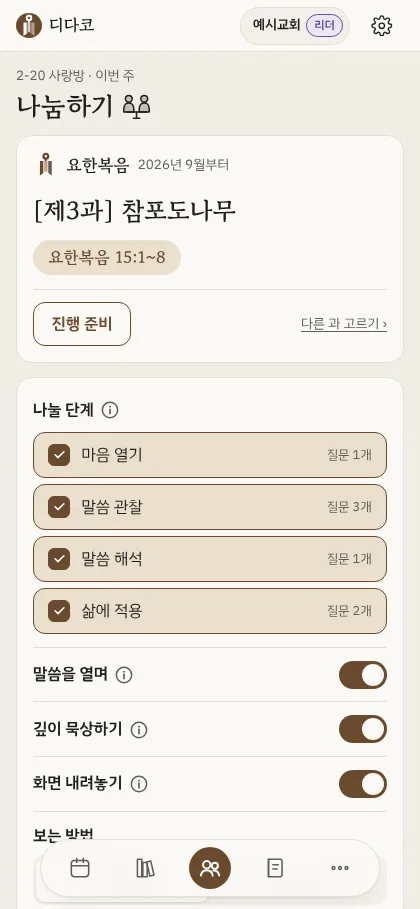 디다코
예시교회 리더
2-20 사랑방 · 이번 주
나눔하기
요한복음 2026년 9월부터
[제3과] 참포도나무
요한복음 15:1~8
진행 준비
다른 과 고르기 ›
나눌 단계
마음 열기 질문 1개
말씀 관찰 질문 3개
말씀 해석 질문 1개
삶에 적용 질문 2개
말씀을 열며
깊이 묵상하기
화면 내려놓기
보는 방법